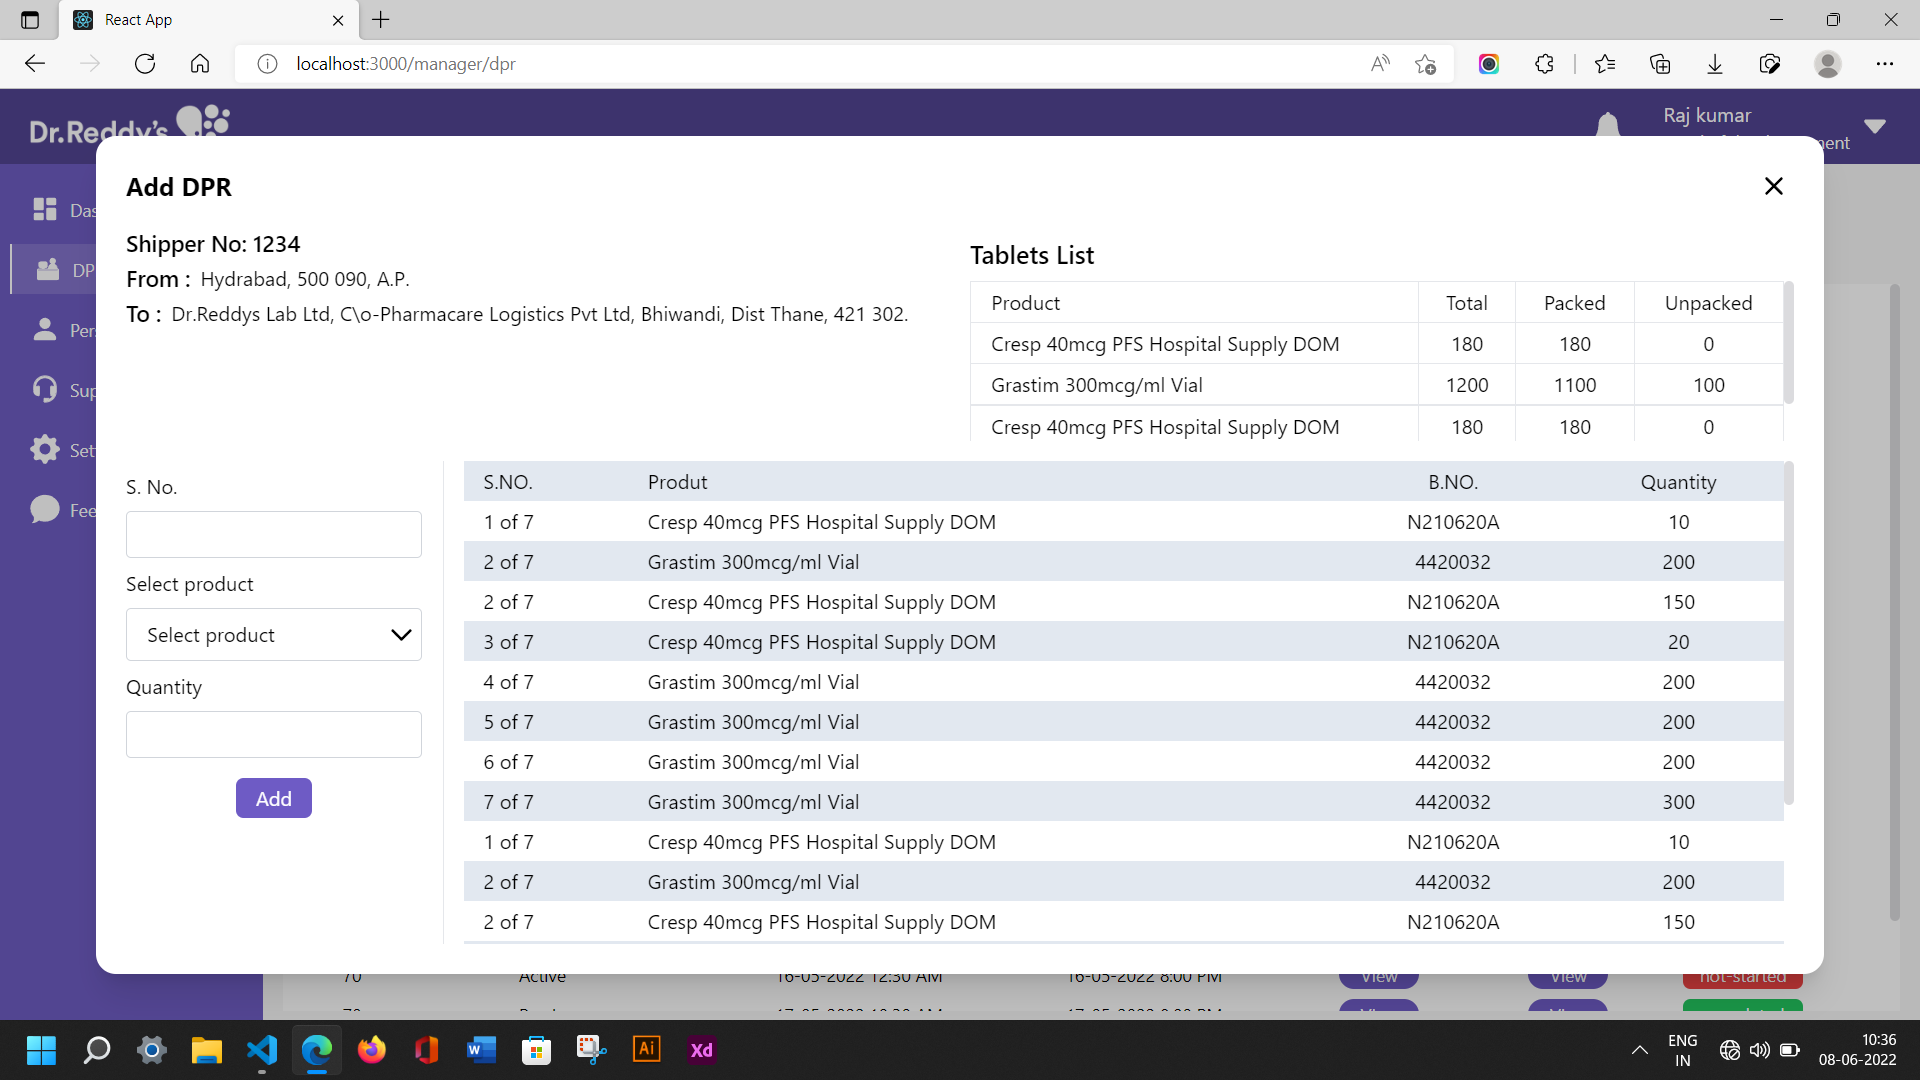 React App
localhost:3000/manager/dpr
Dr.Reddy's
Raj kumar
Add DPR
Shipper No: 1234
From : Hydrabad, 500 090, A.P.
To : Dr.Reddys Lab Ltd, C\o-Pharmacare Logistics Pvt Ltd, Bhiwandi, Dist Thane, 421 302.
Tablets List
Product Total Packed Unpacked
Cresp 40mcg PFS Hospital Supply DOM 180 180 0
Grastim 300mcg/ml Vial 1200 1100 100
Cresp 40mcg PFS Hospital Supply DOM 180 180 0
S. No.
Select product
Select product
Quantity
Add
S.NO. Produt B.NO. Quantity
1 of 7 Cresp 40mcg PFS Hospital Supply DOM N210620A 10
2 of 7 Grastim 300mcg/ml Vial 4420032 200
2 of 7 Cresp 40mcg PFS Hospital Supply DOM N210620A 150
3 of 7 Cresp 40mcg PFS Hospital Supply DOM N210620A 20
4 of 7 Grastim 300mcg/ml Vial 4420032 200
5 of 7 Grastim 300mcg/ml Vial 4420032 200
6 of 7 Grastim 300mcg/ml Vial 4420032 200
7 of 7 Grastim 300mcg/ml Vial 4420032 300
1 of 7 Cresp 40mcg PFS Hospital Supply DOM N210620A 10
2 of 7 Grastim 300mcg/ml Vial 4420032 200
2 of 7 Cresp 40mcg PFS Hospital Supply DOM N210620A 150
70 Active 16-05-2022 12:30 AM 16-05-2022 8:00 PM View View not-started
Ai
Xd
ENG
IN
10:36
08-06-2022